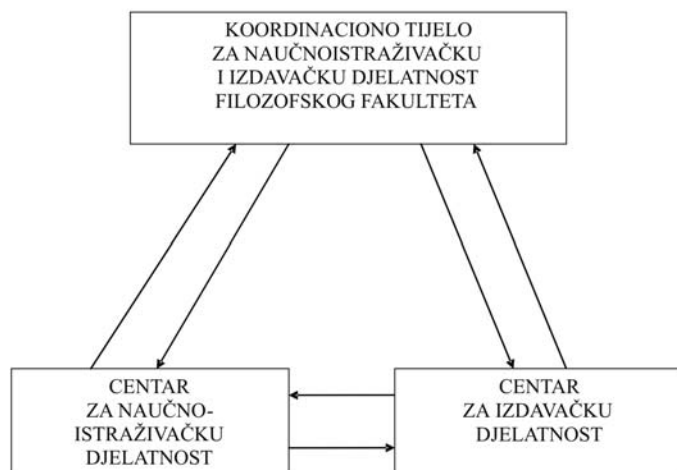 KOORDINACIONO TIJELO
ZA NAUČNOISTRAŽIVAČKU
I IZDAVAČKU DJELATNOST
FILOZOFSKOG FAKULTETA
CENTAR
ZA NAUČNO-
ISTRAŽIVAČKU
DJELATNOST
CENTAR
ZA IZDAVAČKU
DJELATNOST